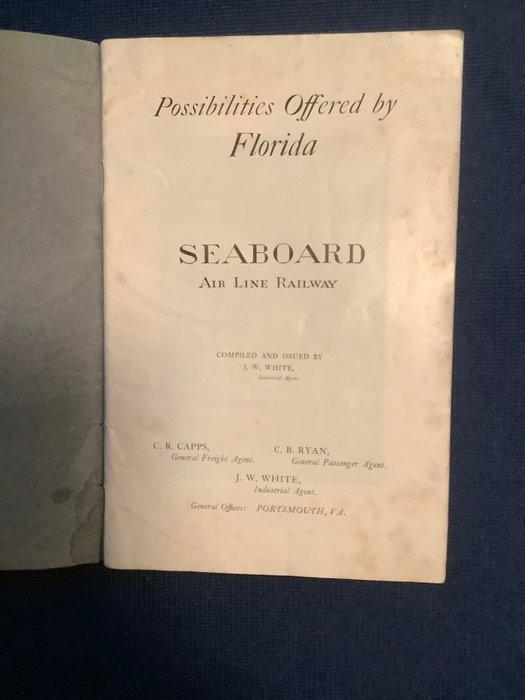 Possibilities Offered by
Florida
SEABOARD
AIR LINE RAILWAY
COMPILED AND ISSUED BY
J. W. WHITE,
Industrial Agent.
C. R. CAPPS,
General Freight Agent.
C. B. RYAN,
General Passenger Agent.
J. W. WHITE,
Industrial Agent.
General Offices: PORTSMOUTH, VA.